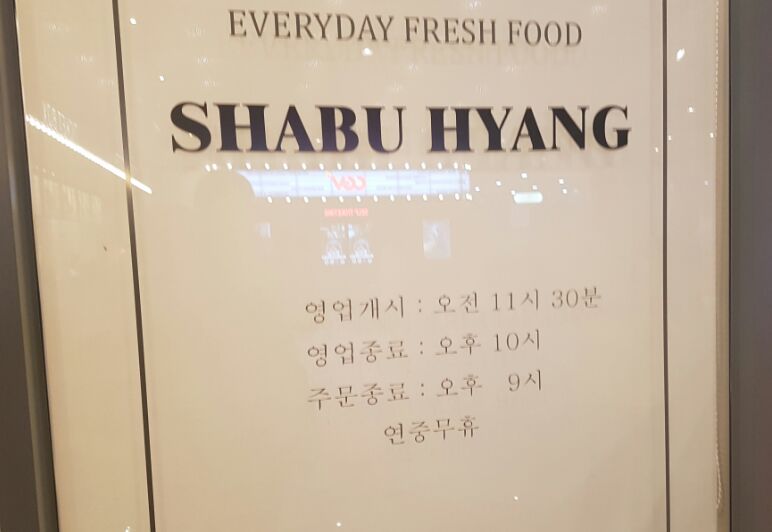 EVERYDAY FRESH FOOD
SHABU HYANG
영업개시 : 오전 11시 30분
영업종료 : 오후 10시
주문종료 : 오후 9시
연중무휴